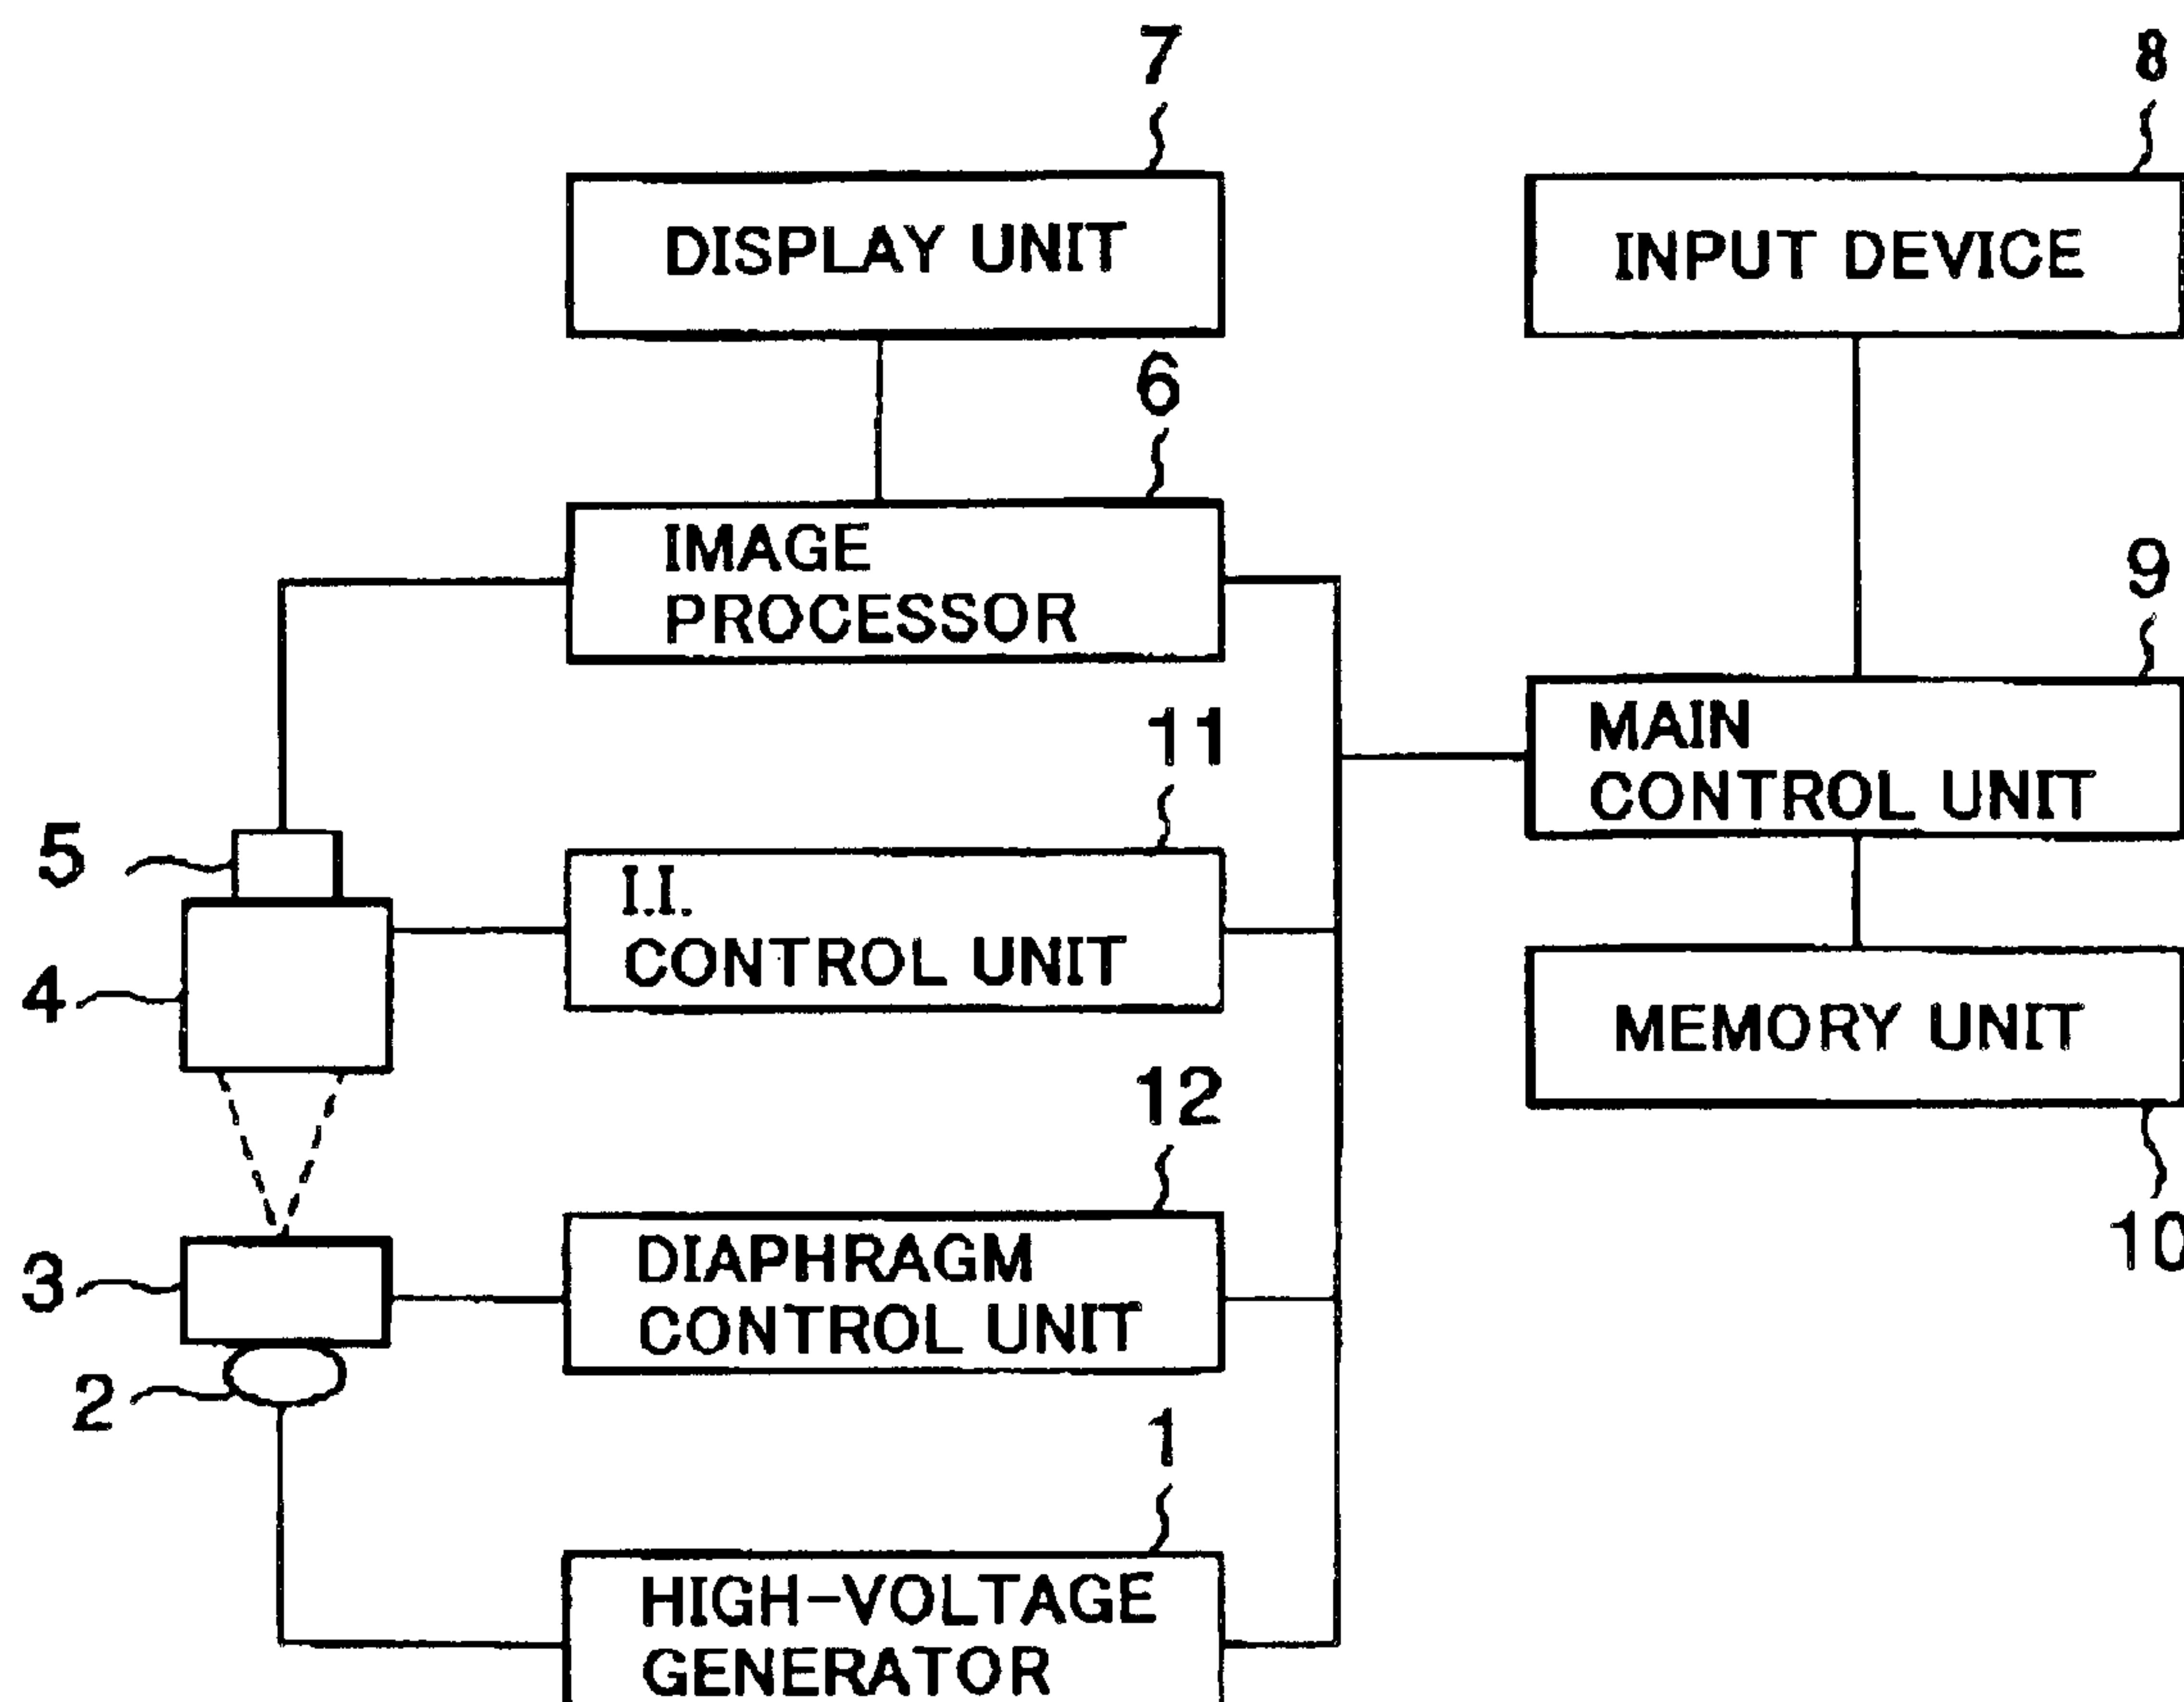 7
8
DISPLAY UNIT
INPUT DEVICE
6
IMAGE
PROCESSOR
9
MAIN
CONTROL UNIT
11
5
I.I.
CONTROL UNIT
4
MEMORY UNIT
12
10
3
DIAPHRAGM
CONTROL UNIT
2
1
HIGH-VOLTAGE
GENERATOR